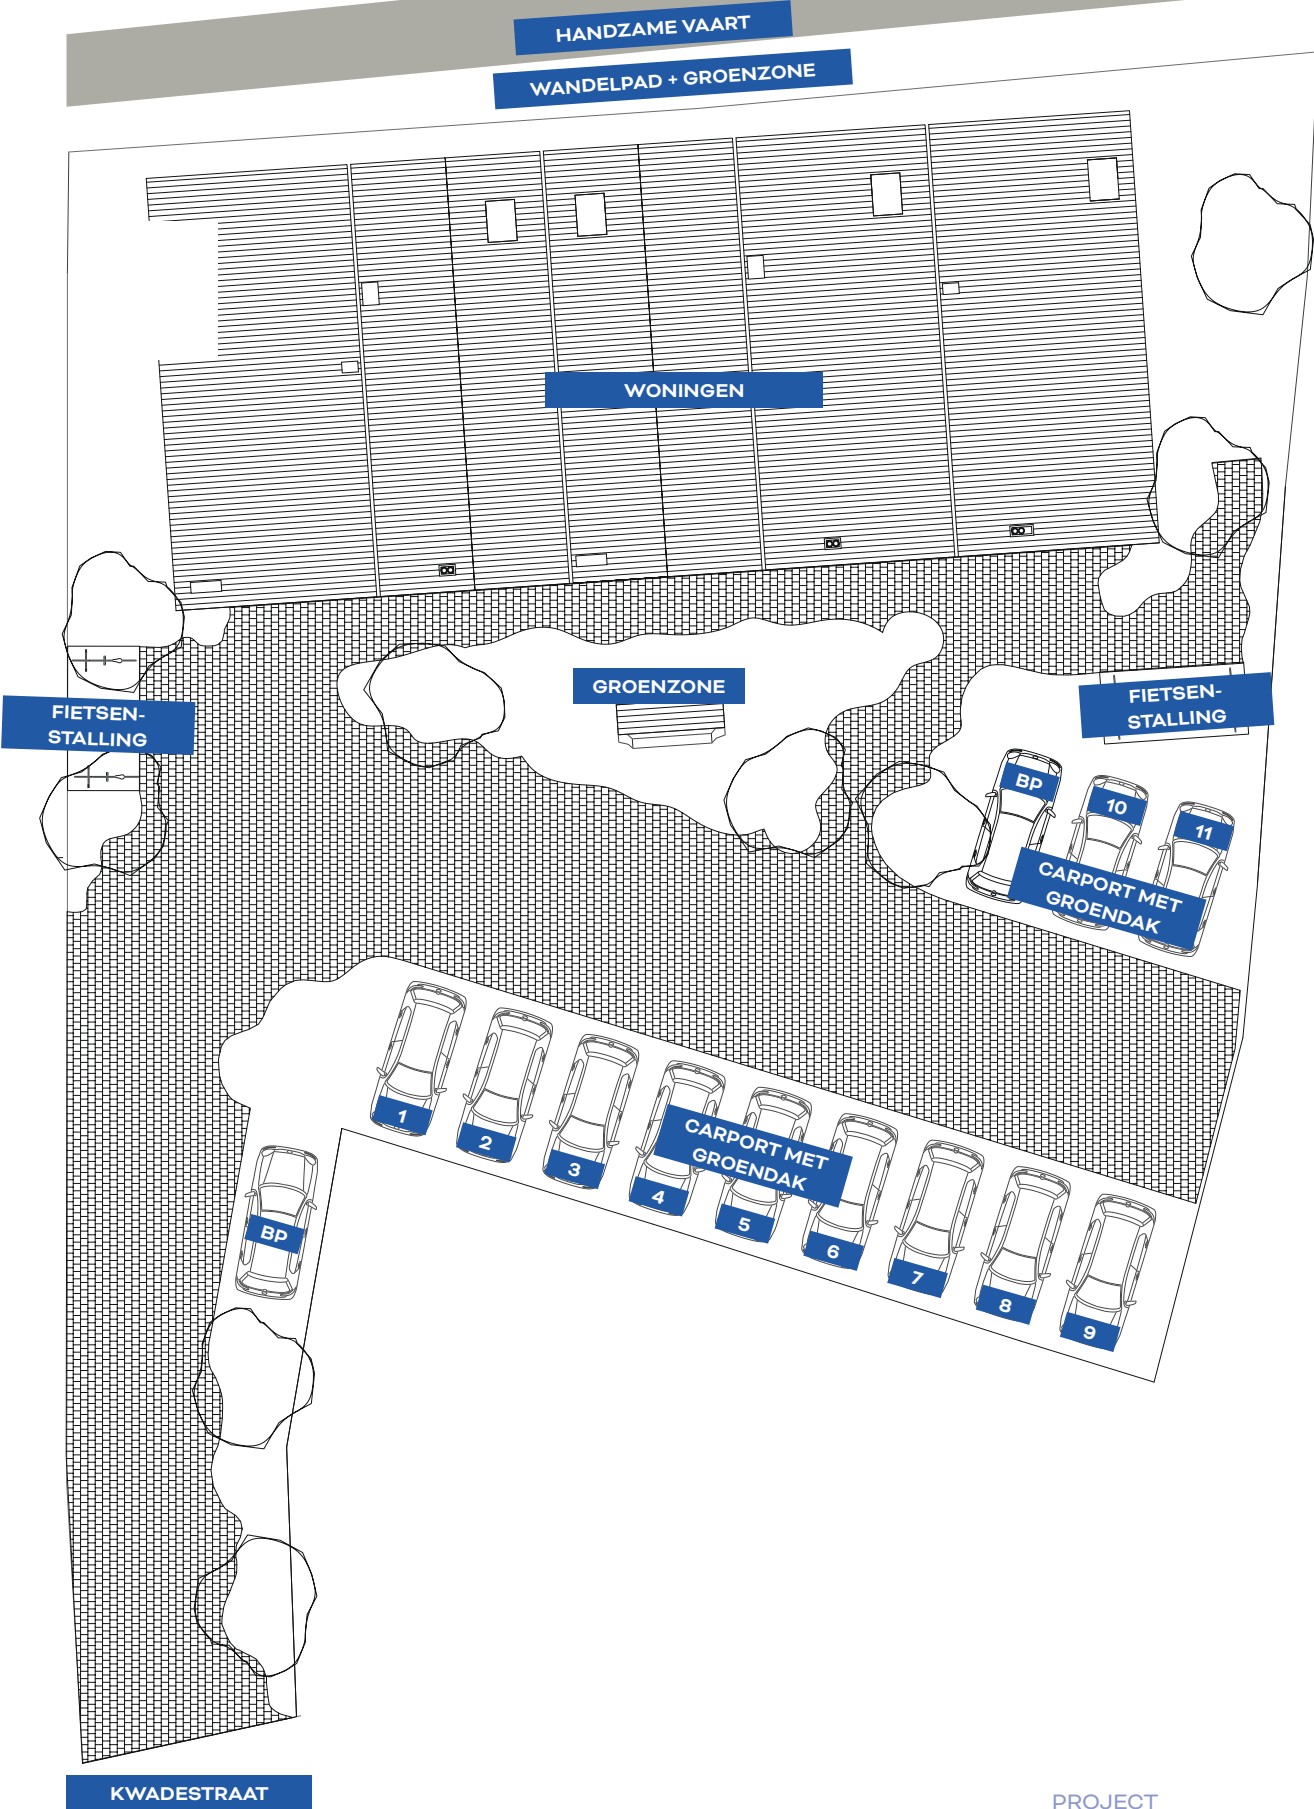 HANDZAME VAART
WANDELPAD + GROENZONE
WONINGEN
GROENZONE
FIETSEN-
STALLING
FIETSEN-
STALLING
BP
10
11
CARPORT MET
GROENDAK
1
2
3
4
CARPORT MET
GROENDAK
5
6
7
8
9
BP
KWADESTRAAT
PROJECT